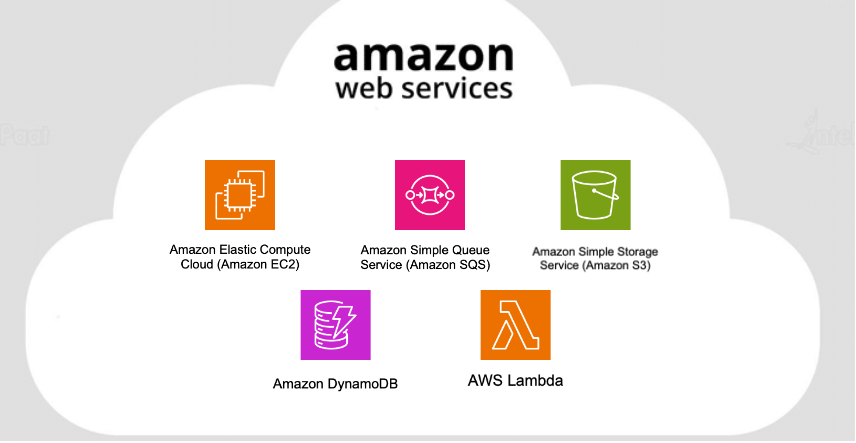 amazon
web services
Amazon Elastic Compute
Cloud (Amazon EC2)
Amazon Simple Queue
Service (Amazon SQS)
Amazon Simple Storage
Service (Amazon S3)
Amazon DynamoDB
AWS Lambda